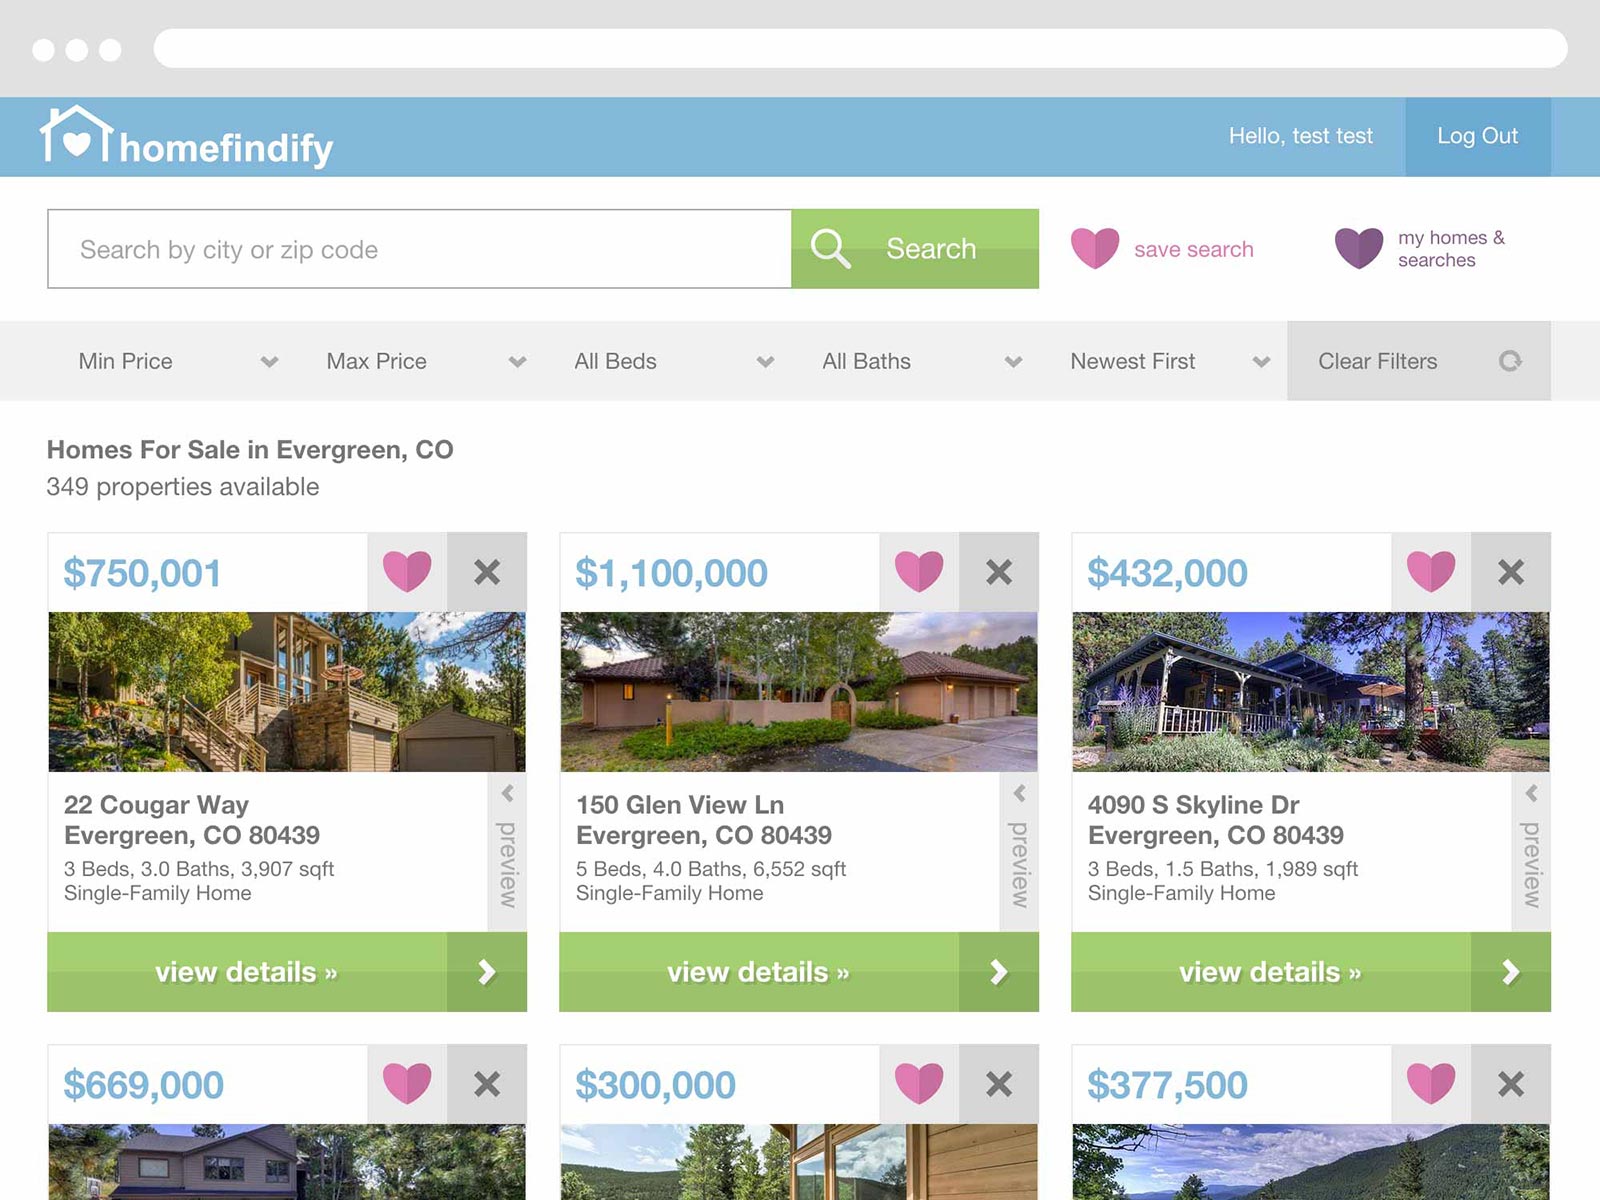 homefindify
Hello, test test
Log Out
Search by city or zip code
Search
save search
my homes &
searches
Min Price
Max Price
All Beds
All Baths
Newest First
Clear Filters
Homes For Sale in Evergreen, CO
349 properties available
$750,001
22 Cougar Way
Evergreen, CO 80439
3 Beds, 3.0 Baths, 3,907 sqft
Single-Family Home
preview
view details »
$1,100,000
150 Glen View Ln
Evergreen, CO 80439
5 Beds, 4.0 Baths, 6,552 sqft
Single-Family Home
preview
view details »
$432,000
4090 S Skyline Dr
Evergreen, CO 80439
3 Beds, 1.5 Baths, 1,989 sqft
Single-Family Home
preview
view details »
$669,000
$300,000
$377,500